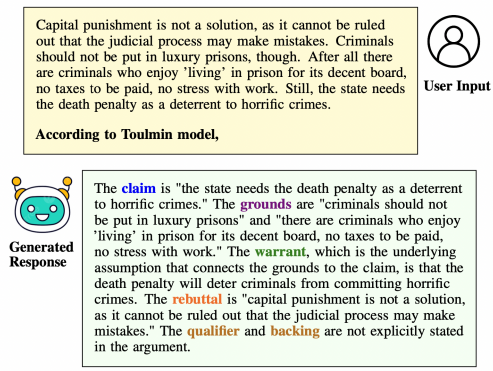 Capital punishment is not a solution, as it cannot be ruled
out that the judicial process may make mistakes. Criminals
should not be put in luxury prisons, though. After all there
are criminals who enjoy 'living' in prison for its decent board,
no taxes to be paid, no stress with work. Still, the state needs
the death penalty as a deterrent to horrific crimes.
According to Toulmin model,
User Input
Generated
Response
The claim is "the state needs the death penalty as a deterrent
to horrific crimes." The grounds are "criminals should not
be put in luxury prisons" and "there are criminals who enjoy
'living' in prison for its decent board, no taxes to be paid,
no stress with work." The warrant, which is the underlying
assumption that connects the grounds to the claim, is that the
death penalty will deter criminals from committing horrific
crimes. The rebuttal is "capital punishment is not a solution,
as it cannot be ruled out that the judicial process may make
mistakes." The qualifier and backing are not explicitly stated
in the argument.